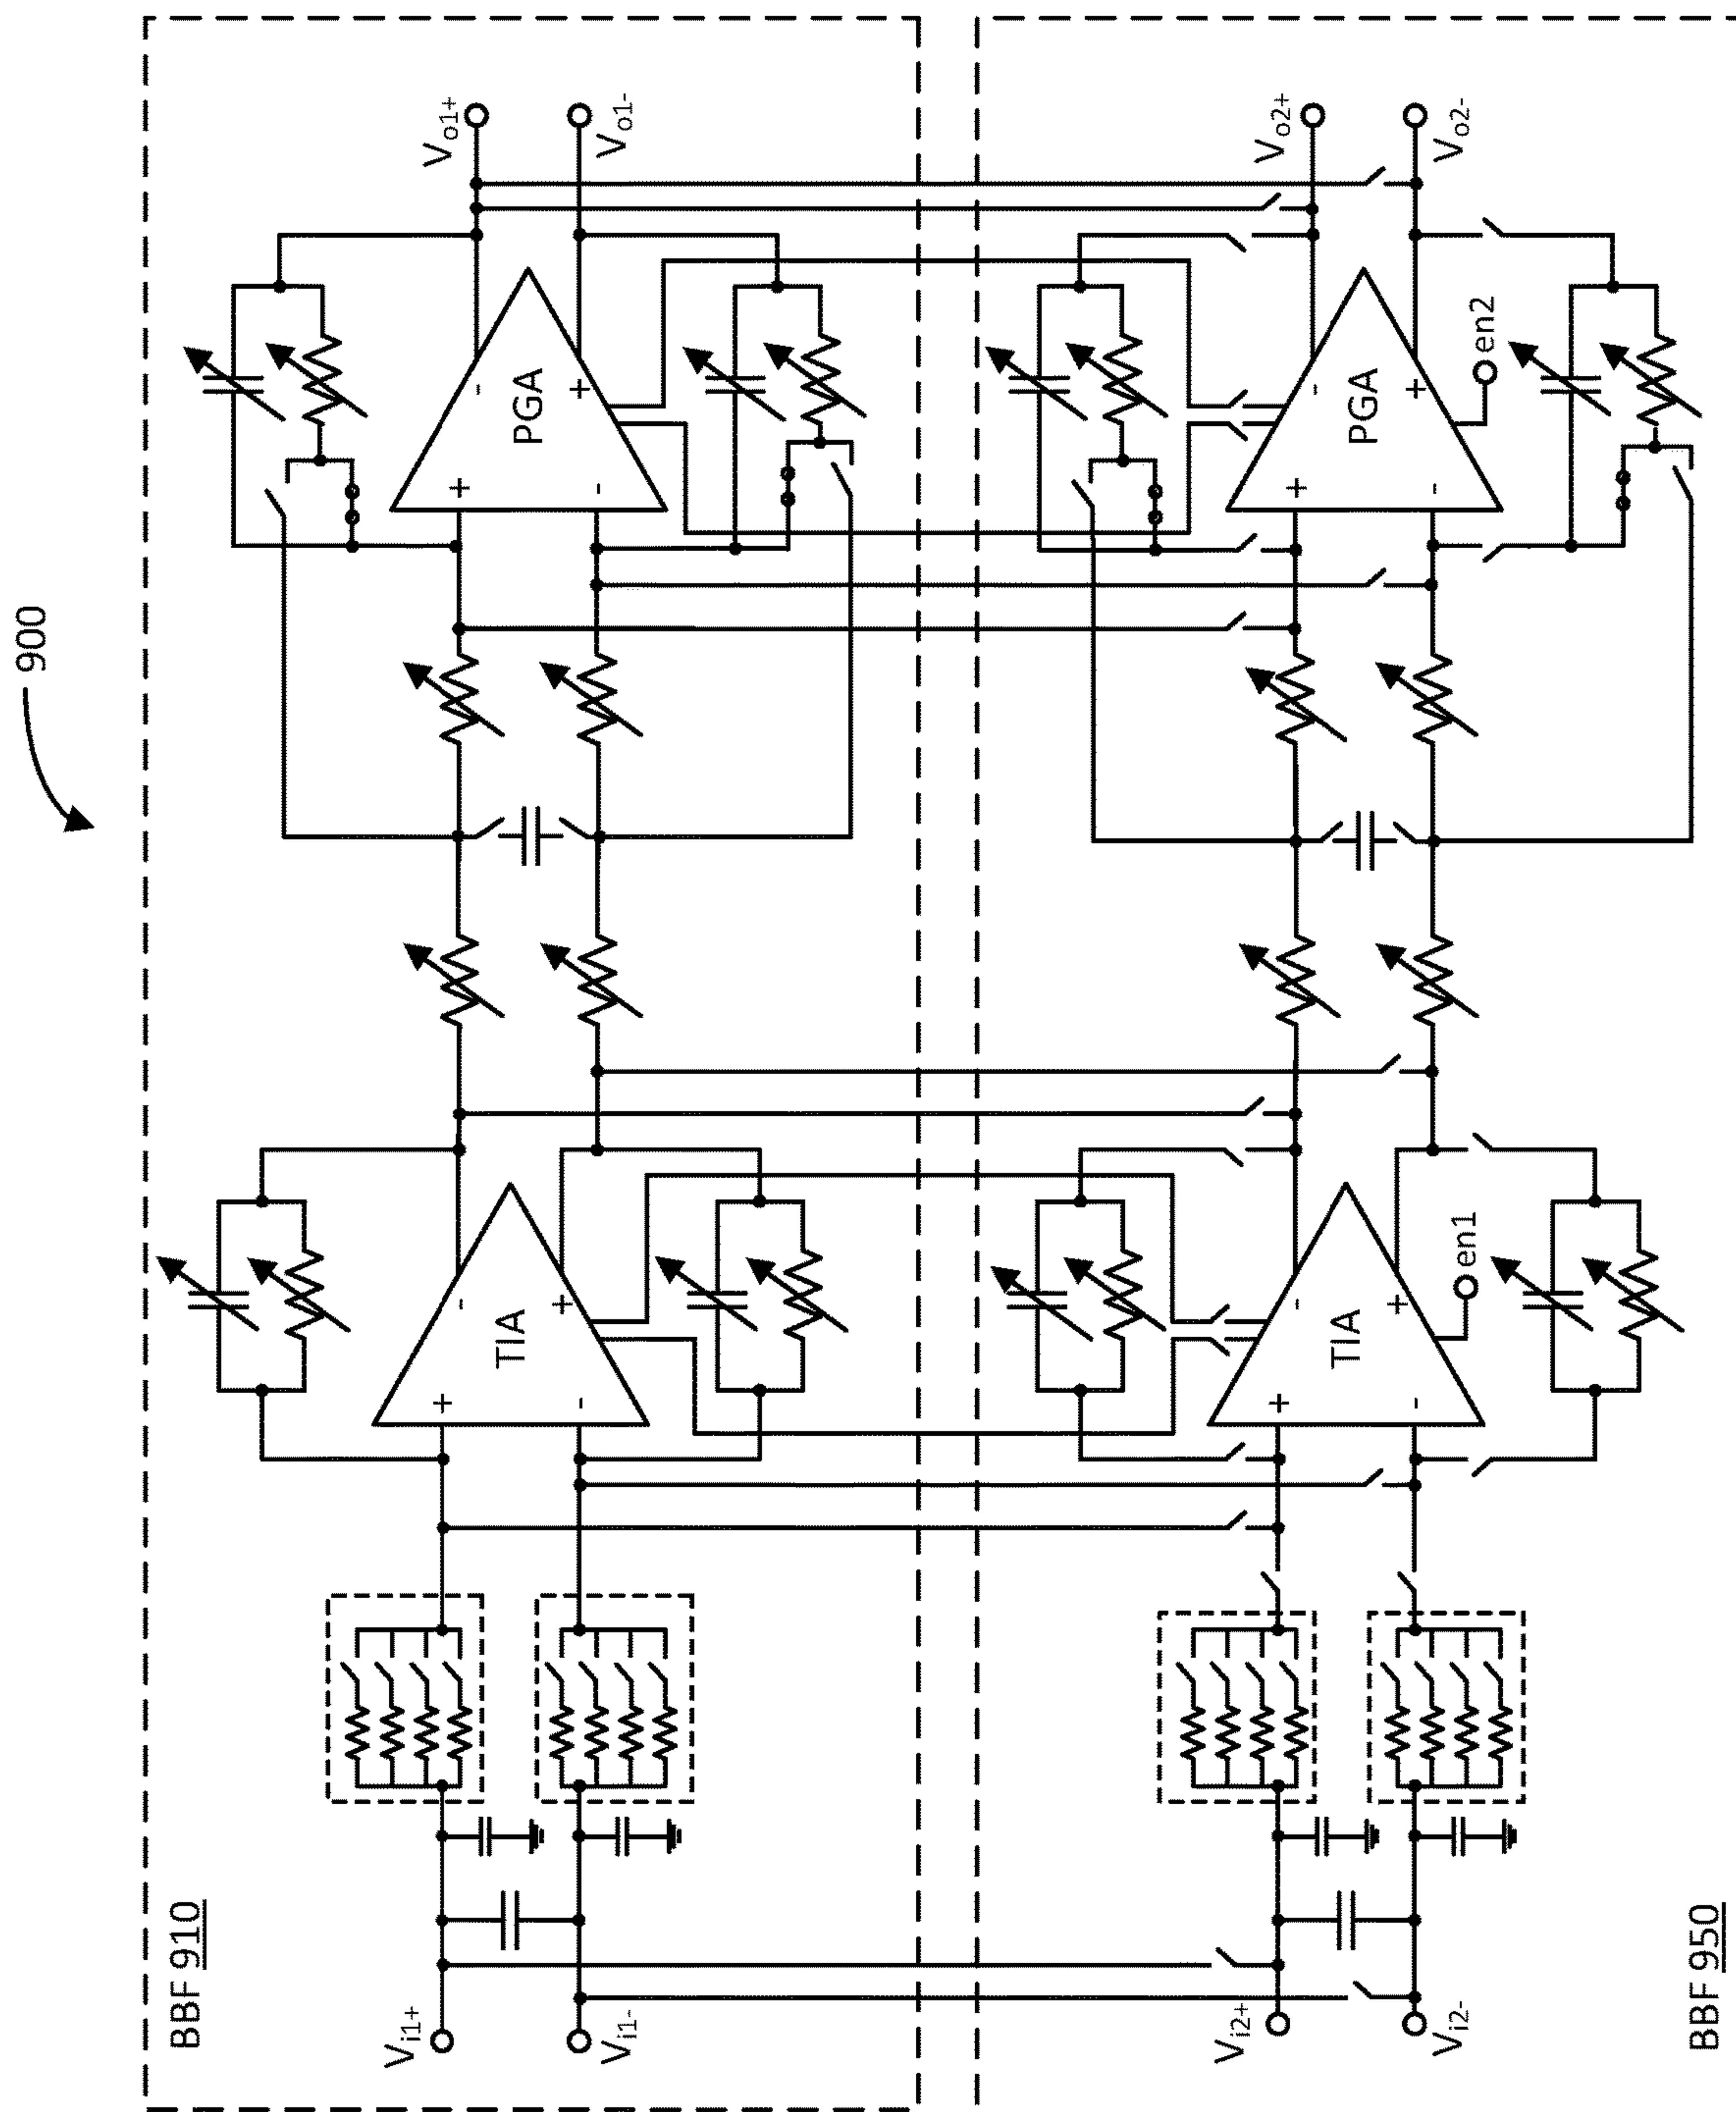 900
BBF 910
Vi1+
Vi1-
+
-
TIA
-
+
+
-
PGA
-
+
Vo1+
Vo1-
BBF 950
Vi2+
Vi2-
+
-
TIA
-
+
en1
+
-
PGA
-
+
en2
Vo2+
Vo2-